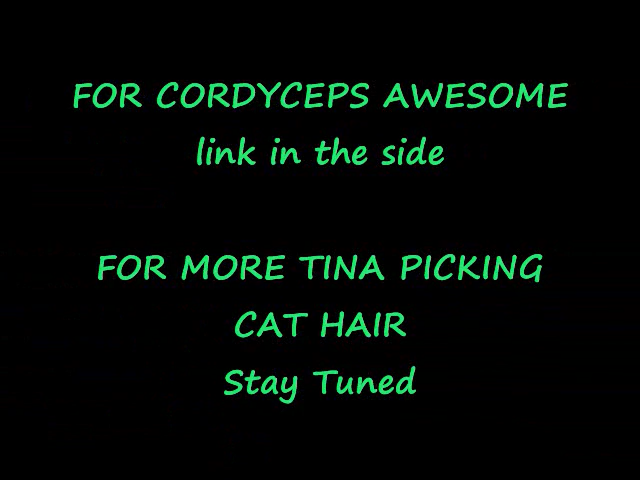 FOR CORDYCEPS AWESOME
link in the side
FOR MORE TINA PICKING
CAT HAIR
Stay Tuned